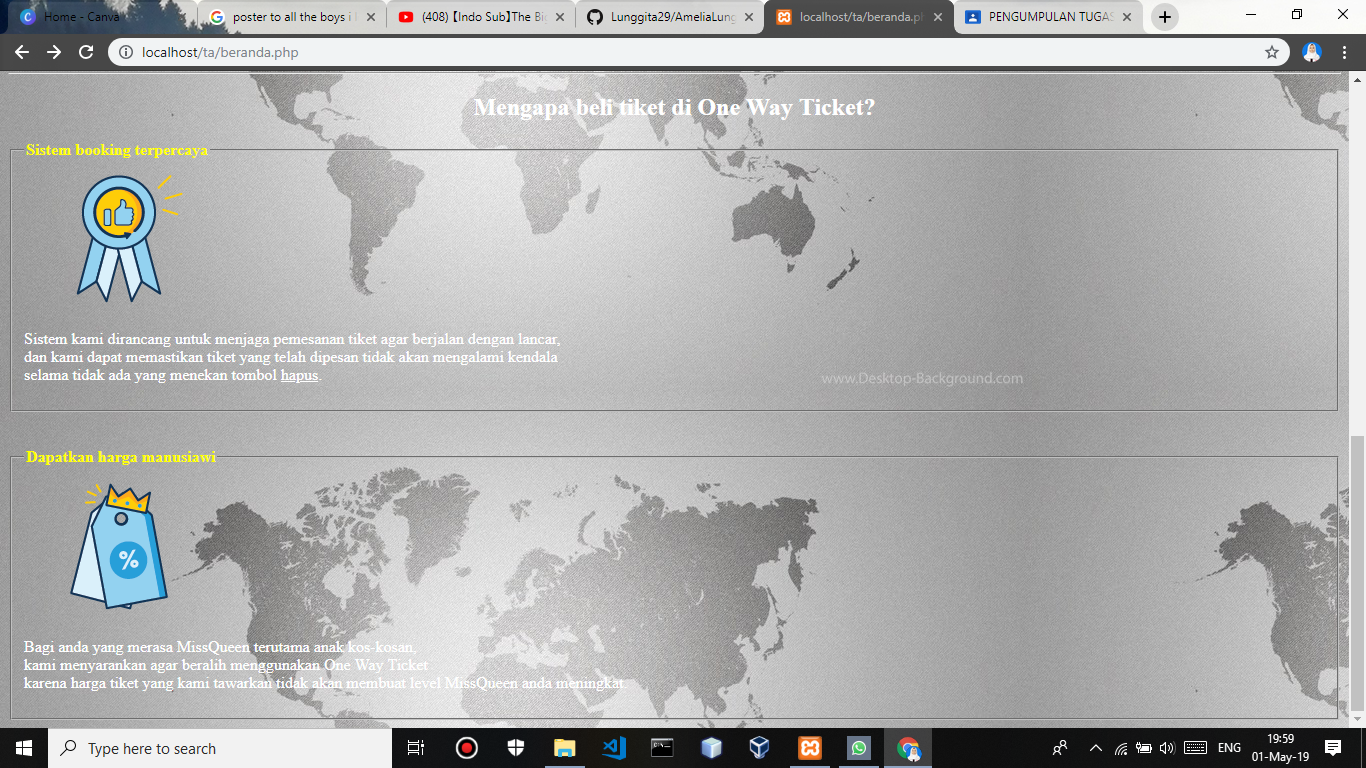 Home - Canva
poster to all the boys i l
(408) 【Indo Sub】The Bi
Lunggita29/AmeliaLung
localhost/ta/beranda.ph
PENGUMPULAN TUGAS
localhost/ta/beranda.php
Mengapa beli tiket di One Way Ticket?
Sistem booking terpercaya
Sistem kami dirancang untuk menjaga pemesanan tiket agar berjalan dengan lancar,
dan kami dapat memastikan tiket yang telah dipesan tidak akan mengalami kendala
selama tidak ada yang menekan tombol hapus.
www.Desktop-Background.com
Dapatkan harga manusiawi
%
Bagi anda yang merasa MissQueen terutama anak kos-kosan,
kami menyarankan agar beralih menggunakan One Way Ticket
karena harga tiket yang kami tawarkan tidak akan membuat level MissQueen anda meningkat.
Type here to search
ENG
19:59
01-May-19